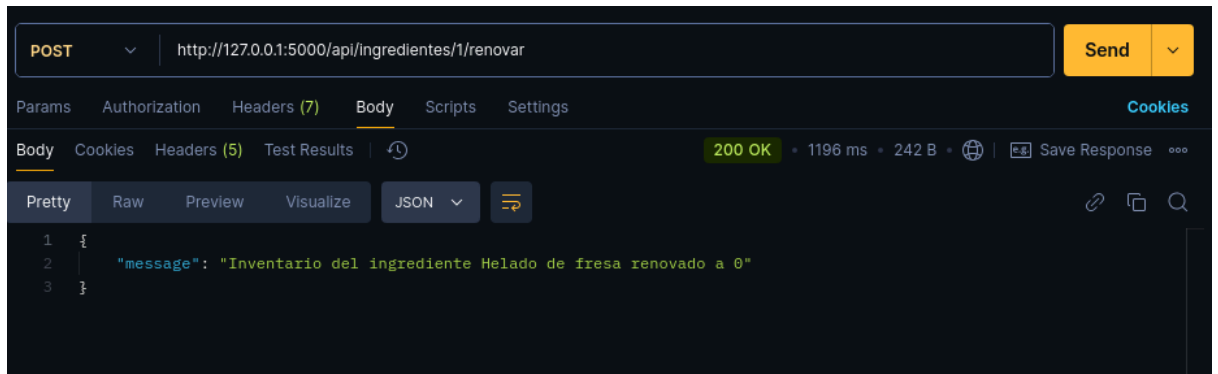 POST http://127.0.0.1:5000/api/ingredientes/1/renovar Send
Params Authorization Headers (7) Body Scripts Settings Cookies
Body Cookies Headers (5) Test Results 200 OK • 1196 ms • 242 B • e.g. Save Response
Pretty Raw Preview Visualize JSON
1 {
2 "message": "Inventario del ingrediente Helado de fresa renovado a 0"
3 }